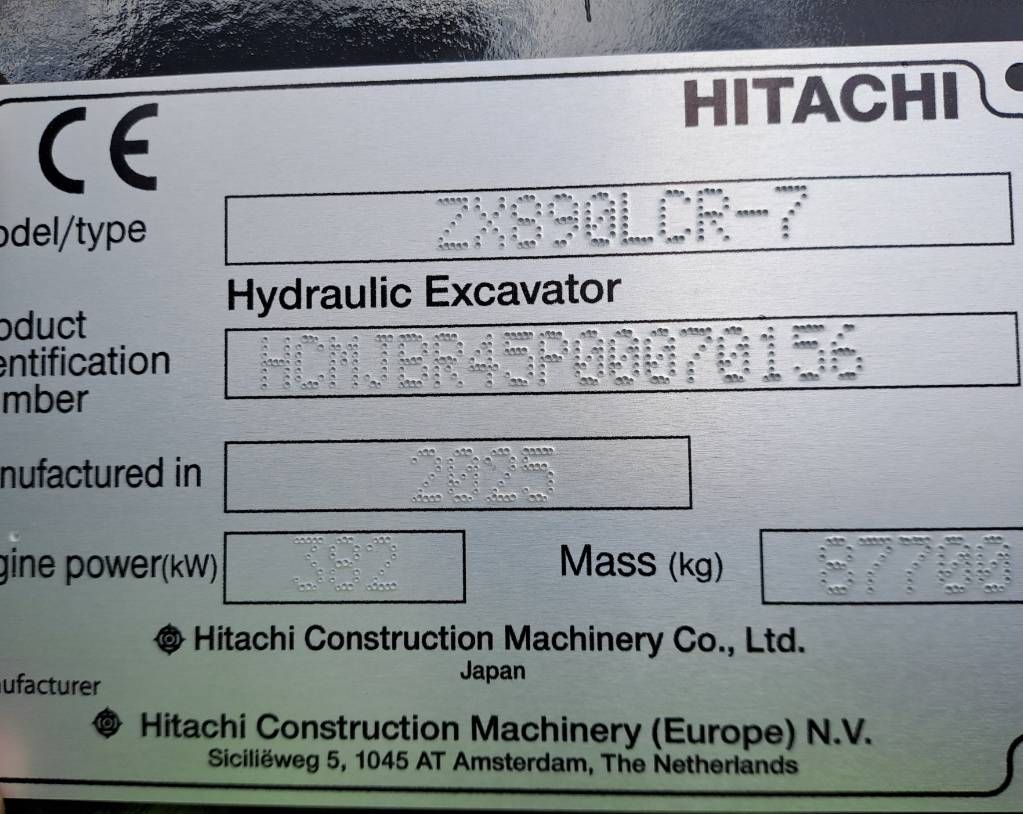 CE
HITACHI
odel/type ZX890LCR-7
Hydraulic Excavator
oduct
entification
mber
HCMJBR45P00070156
nufactured in 2025
gine power(kW) 392 Mass (kg) 87700
Hitachi Construction Machinery Co., Ltd.
Japan
ufacturer
Hitachi Construction Machinery (Europe) N.V.
Siciliëweg 5, 1045 AT Amsterdam, The Netherlands